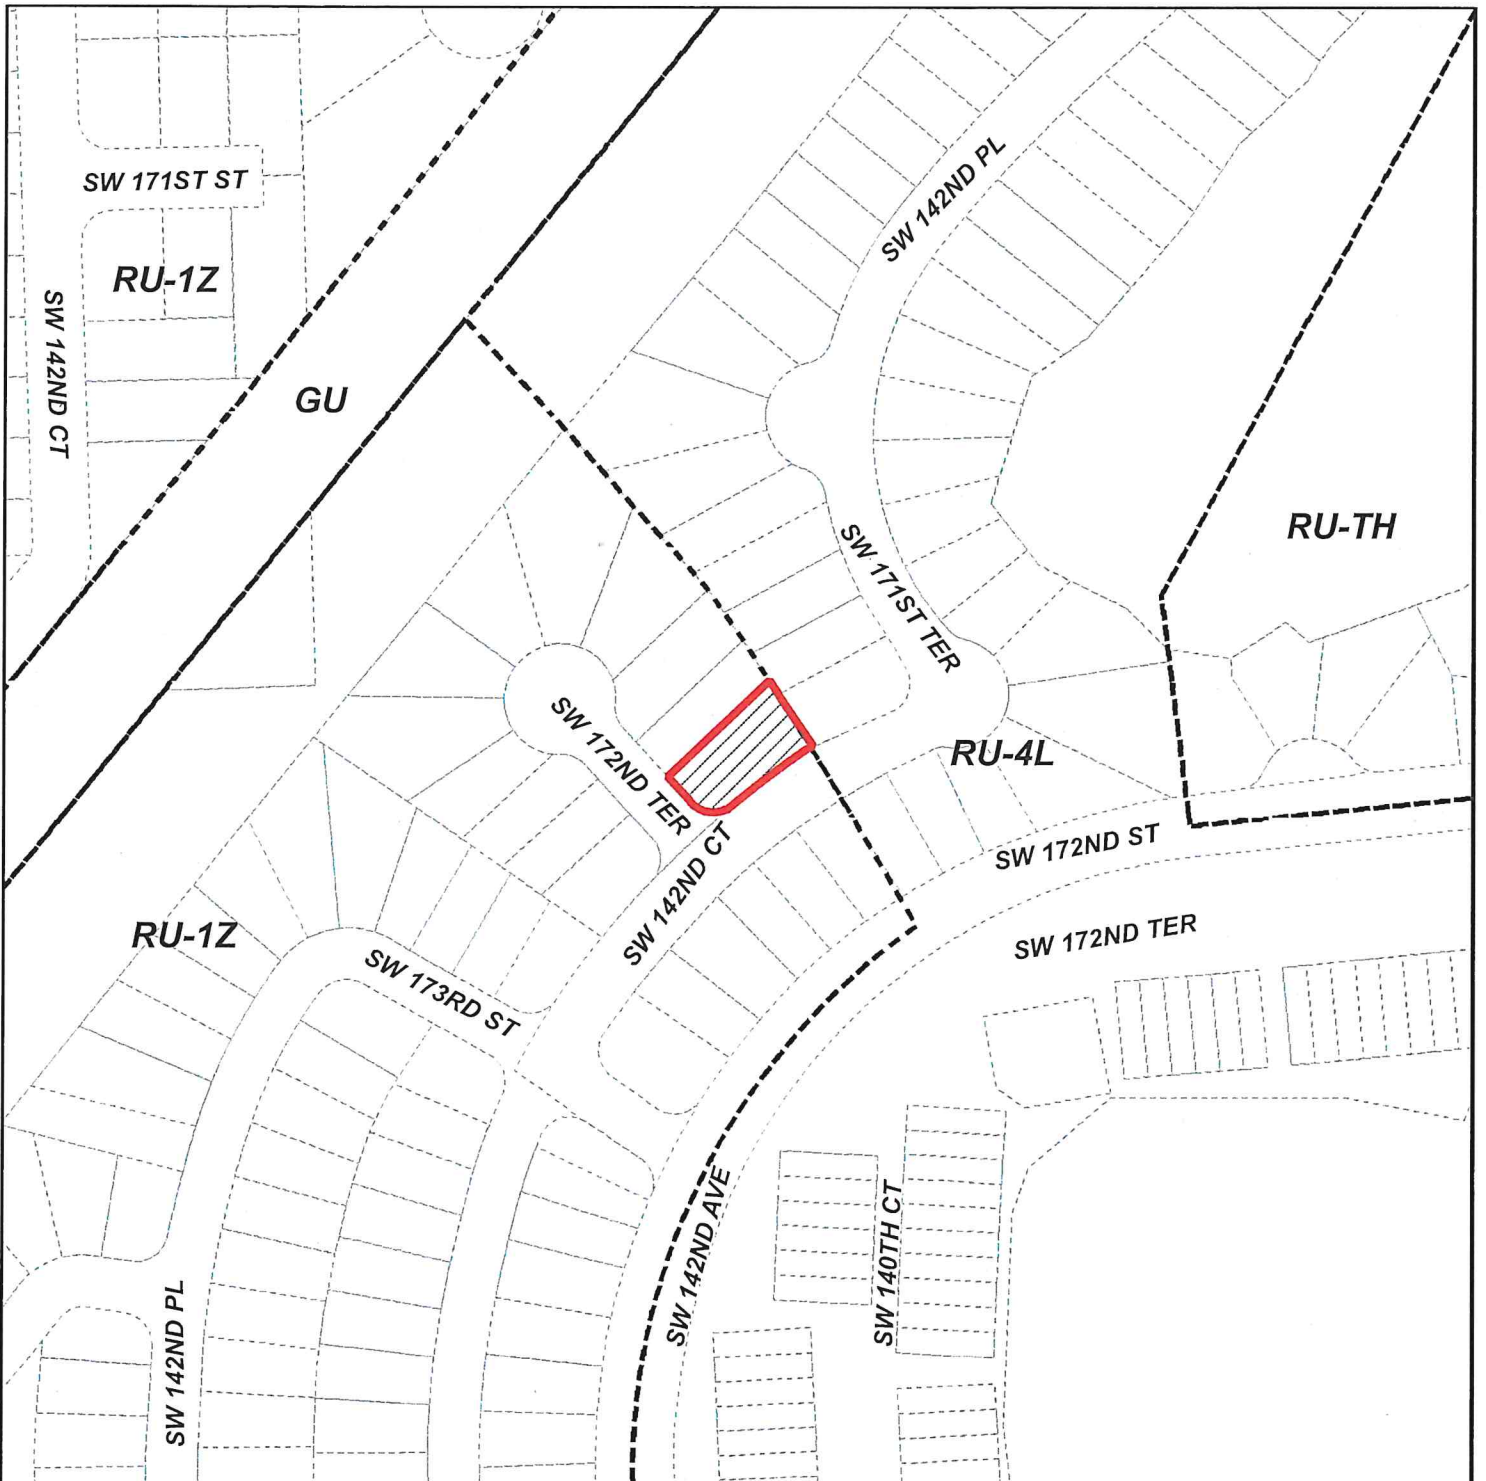 SW 142ND PL
SW 171ST ST
RU-1Z
SW 142ND CT
GU
RU-TH
SW 171ST TER
SW 172ND TER
RU-4L
SW 172ND ST
SW 142ND CT
RU-1Z
SW 172ND TER
SW 173RD ST
SW 142ND AVE
SW 140TH CT
SW 142ND PL